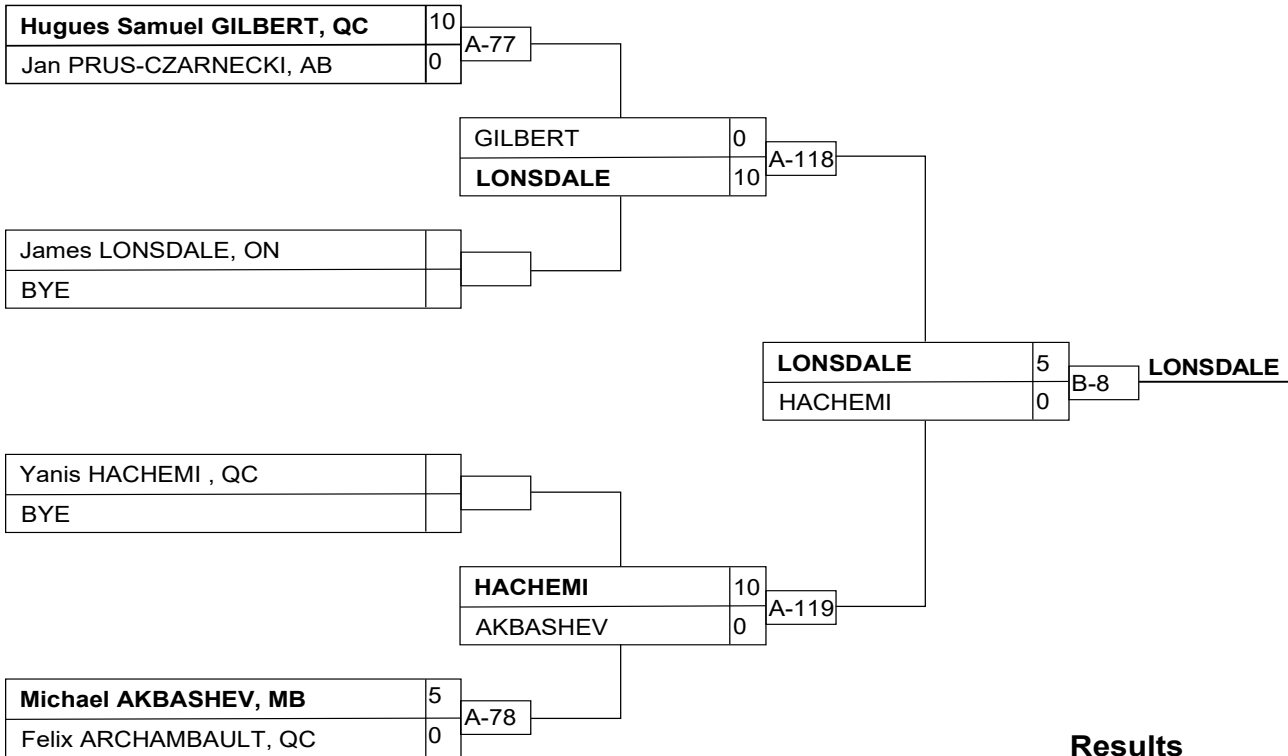 Hugues Samuel GILBERT, QC 10
A-77
Jan PRUS-CZARNECKI, AB 0
GILBERT 0
A-118
LONSDALE 10
James LONSDALE, ON
BYE
LONSDALE 5
B-8
LONSDALE
HACHEMI 0
Yanis HACHEMI , QC
BYE
HACHEMI 10
A-119
AKBASHEV 0
Michael AKBASHEV, MB 5
A-78
Felix ARCHAMBAULT, QC 0
Results